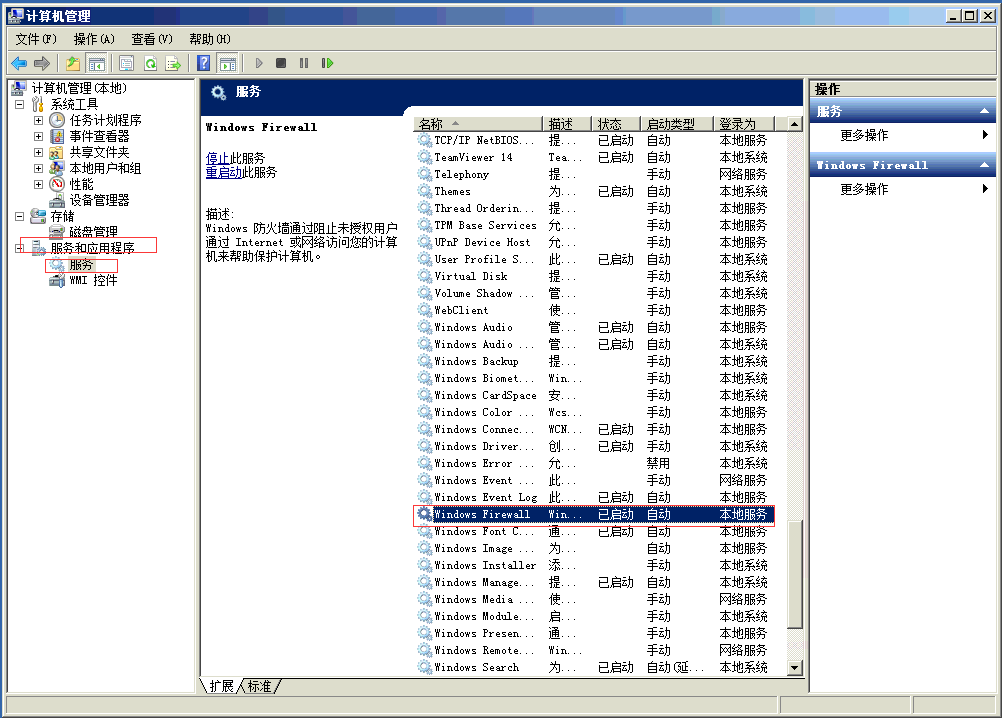 计算机管理
文件(F) 操作(A) 查看(V) 帮助(H)
计算机管理(本地)
系统工具
任务计划程序
事件查看器
共享文件夹
本地用户和组
性能
设备管理器
存储
磁盘管理
服务和应用程序
服务
WMI 控件
服务
Windows Firewall
停止此服务
重启动此服务
描述:
Windows 防火墙通过阻止未授权用户
通过 Internet 或网络访问您的计算
机来帮助保护计算机。
名称 描述 状态 启动类型 登录为
TCP/IP NetBIOS... 提... 已启动 自动 本地服务
TeamViewer 14 Tea... 已启动 自动 本地系统
Telephony 提... 手动 网络服务
Themes 为... 已启动 自动 本地系统
Thread Orderin... 提... 手动 本地服务
TPM Base Services 允... 手动 本地服务
UPnP Device Host 允... 手动 本地服务
User Profile S... 此... 已启动 自动 本地系统
Virtual Disk 提... 手动 本地系统
Volume Shadow ... 管... 手动 本地系统
WebClient 使... 手动 本地服务
Windows Audio 管... 已启动 自动 本地服务
Windows Audio ... 管... 已启动 自动 本地系统
Windows Backup 提... 手动 本地系统
Windows Biomet... Win... 手动 本地系统
Windows CardSpace 安... 手动 本地系统
Windows Color ... Wcs... 手动 本地服务
Windows Connec... WCN... 已启动 手动 本地服务
Windows Driver... 创... 已启动 手动 本地系统
Windows Error ... 允... 禁用 本地系统
Windows Event ... 此... 手动 网络服务
Windows Event Log 此... 已启动 自动 本地服务
Windows Firewall Win... 已启动 自动 本地服务
Windows Font C... 通... 已启动 自动 本地服务
Windows Image ... 为... 自动 本地服务
Windows Installer 添... 手动 本地系统
Windows Manage... 提... 已启动 自动 本地系统
Windows Media ... 使... 手动 网络服务
Windows Module... 启... 手动 本地系统
Windows Presen... 通... 手动 本地服务
Windows Remote... Win... 手动 网络服务
Windows Search 为... 已启动 自动(延... 本地系统
扩展 标准
操作
服务
更多操作
Windows Firewall
更多操作